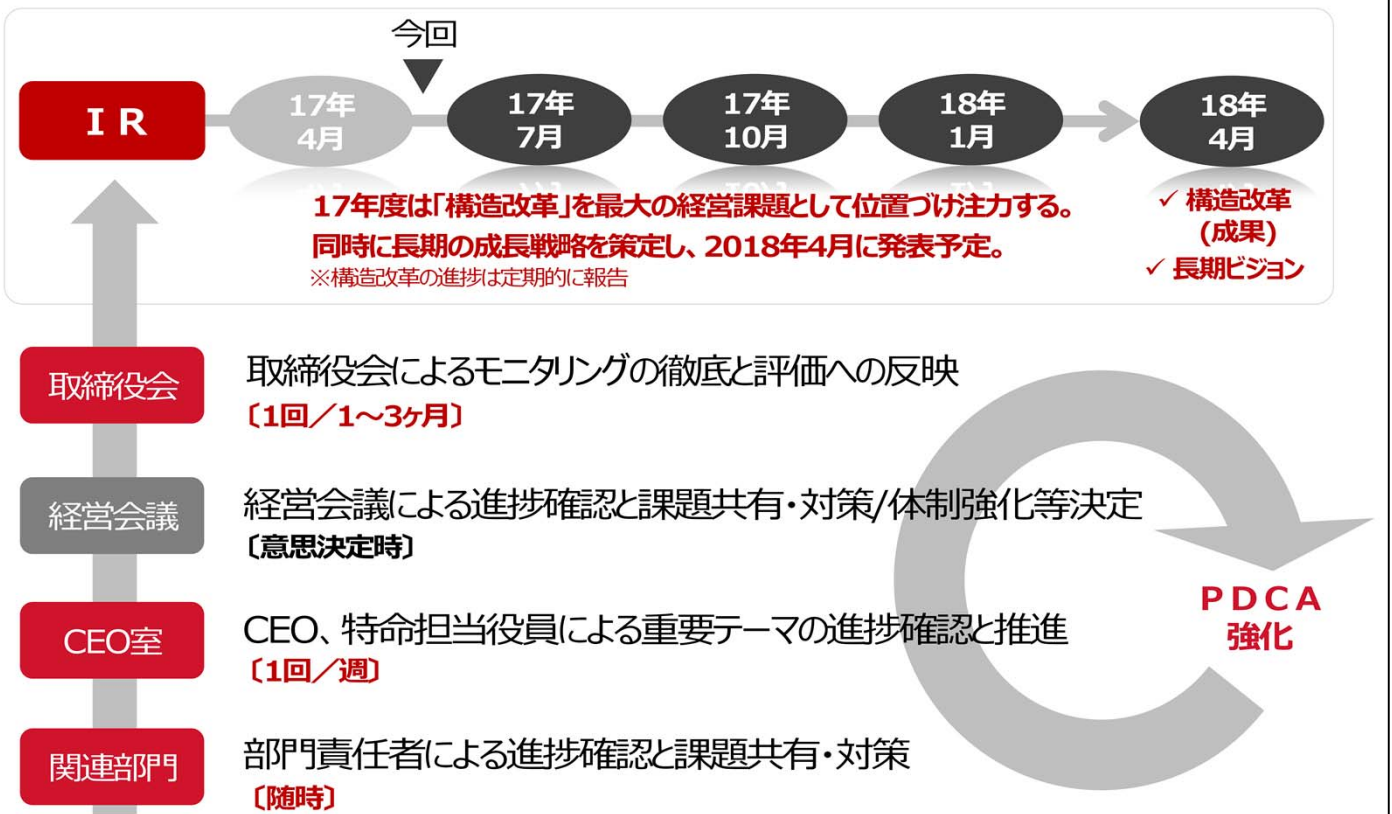 今回
IR
17年
4月
17年
7月
17年
10月
18年
1月
18年
4月
17年度は「構造改革」を最大の経営課題として位置づけ注力する。
同時に長期の成長戦略を策定し、2018年4月に発表予定。
※構造改革の進捗は定期的に報告
✓ 構造改革
(成果)
✓ 長期ビジョン
取締役会
取締役会によるモニタリングの徹底と評価への反映
〔1回／1～3ヶ月〕
経営会議
経営会議による進捗確認と課題共有・対策/体制強化等決定
〔意思決定時〕
CEO室
CEO、特命担当役員による重要テーマの進捗確認と推進
〔1回／週〕
関連部門
部門責任者による進捗確認と課題共有・対策
〔随時〕
PDCA
強化